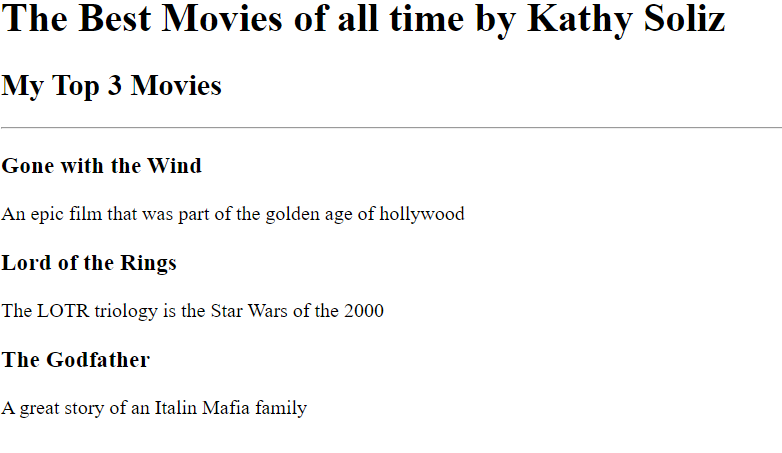 The Best Movies of all time by Kathy Soliz
My Top 3 Movies
Gone with the Wind
An epic film that was part of the golden age of hollywood
Lord of the Rings
The LOTR triology is the Star Wars of the 2000
The Godfather
A great story of an Italin Mafia family